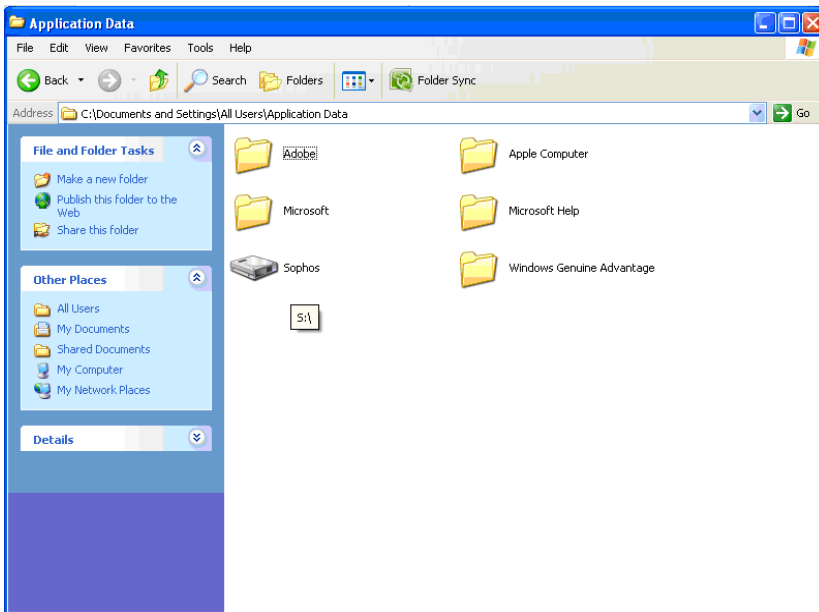 Application Data
File Edit View Favorites Tools Help
Back Search Folders Folder Sync
Address C:\Documents and Settings\All Users\Application Data Go
File and Folder Tasks
Make a new folder
Publish this folder to the
Web
Share this folder
Other Places
All Users
My Documents
Shared Documents
My Computer
My Network Places
Details
Adobe Apple Computer
Microsoft Microsoft Help
Sophos Windows Genuine Advantage
S:\